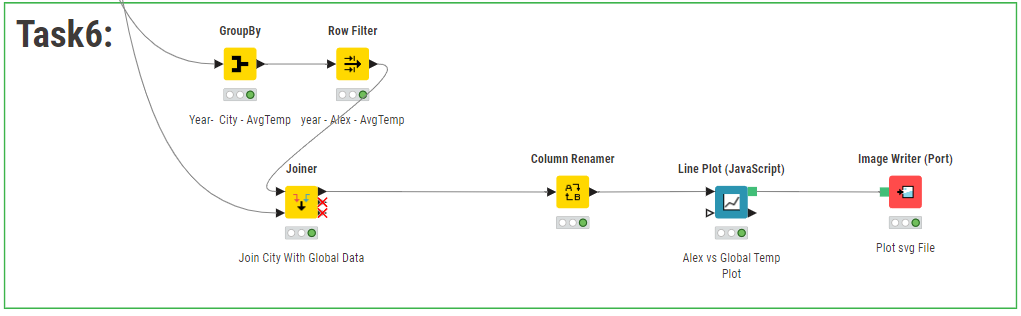 Task6:
GroupBy
Row Filter
Year- City - AvgTemp
year - Alex - AvgTemp
Joiner
Column Renamer
Line Plot (JavaScript)
Image Writer (Port)
A
B
Join City With Global Data
Alex vs Global Temp
Plot
Plot svg File